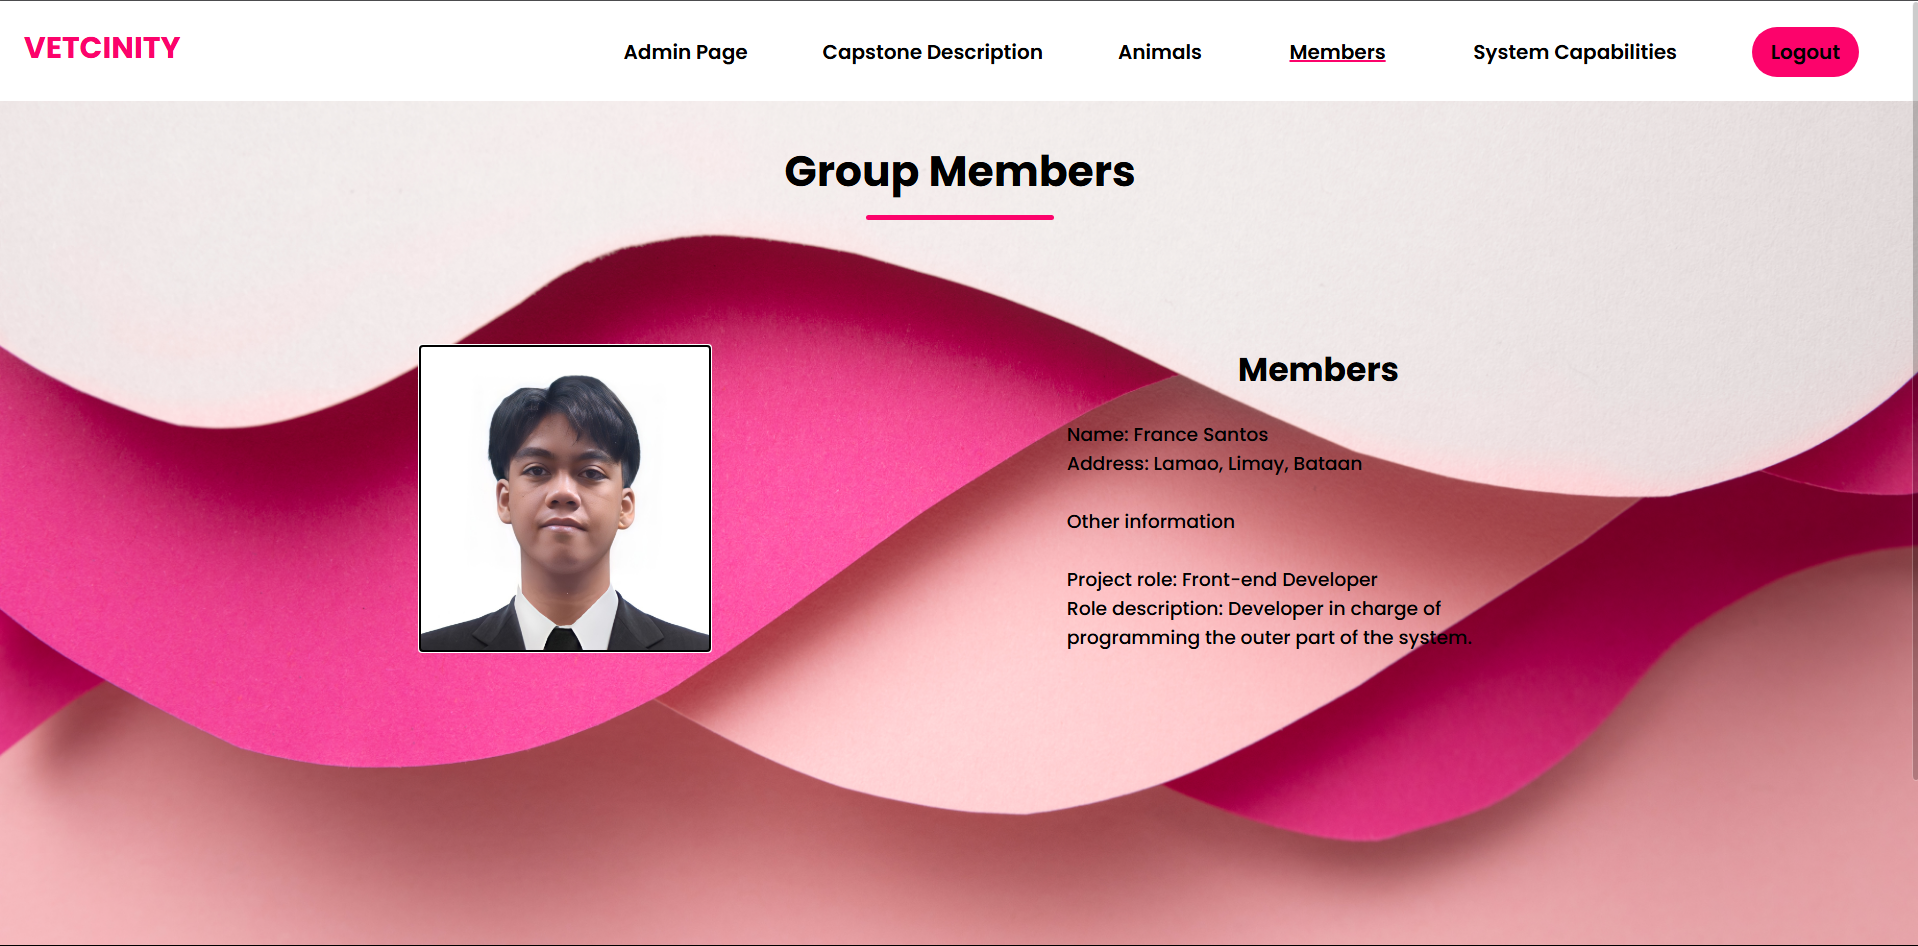 VETCINITY
Admin Page
Capstone Description
Animals
Members
System Capabilities
Logout
Group Members
Members
Name: France Santos
Address: Lamao, Limay, Bataan
Other information
Project role: Front-end Developer
Role description: Developer in charge of
programming the outer part of the system.